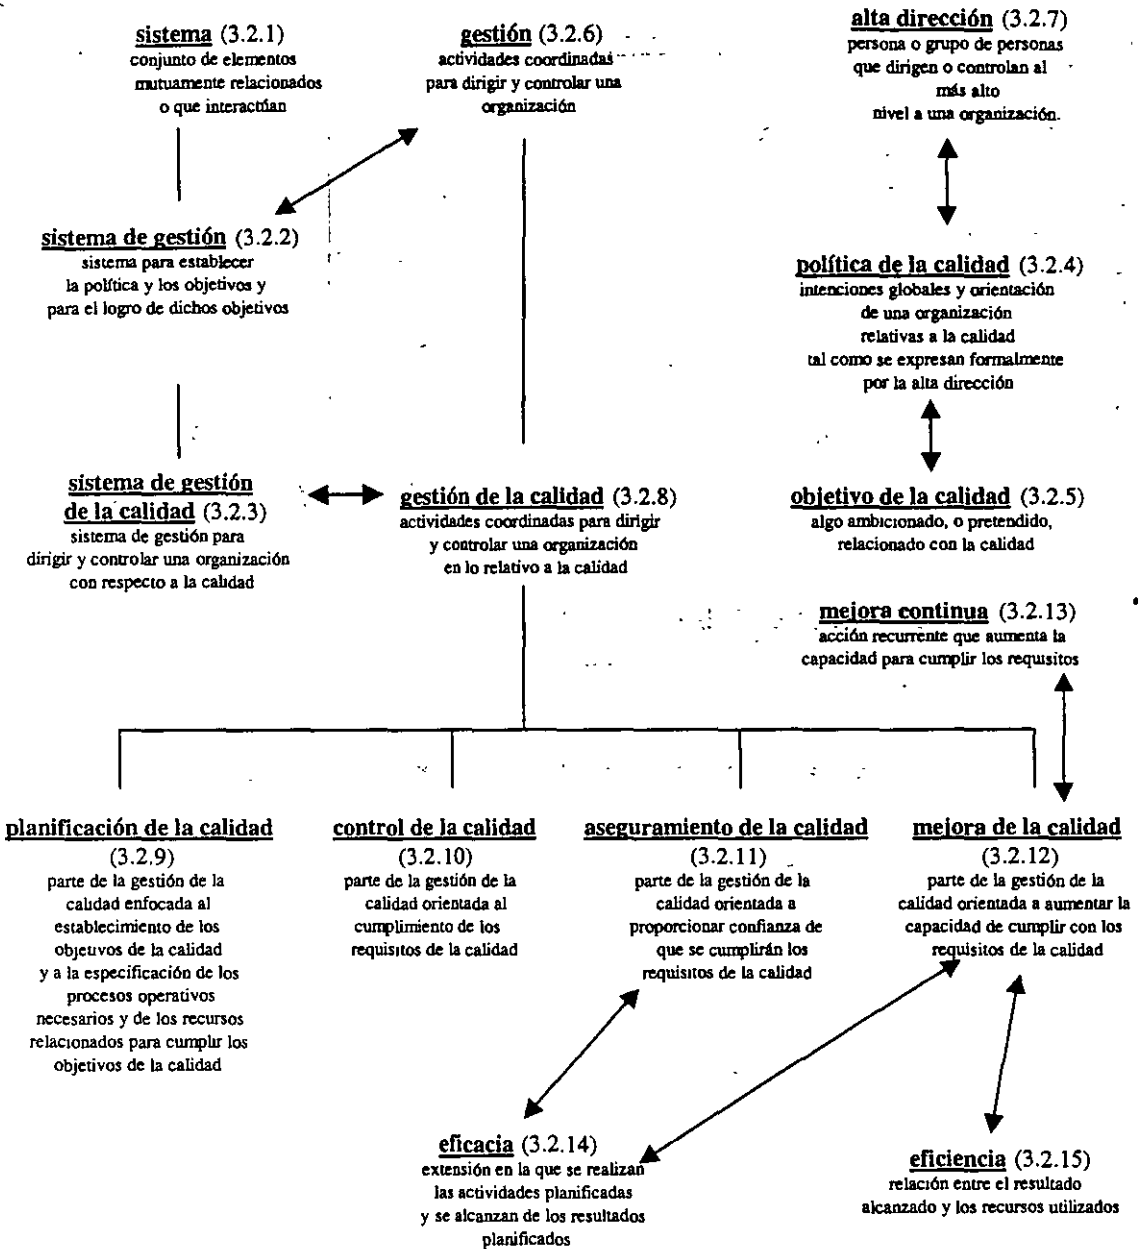 sistema (3.2.1)
conjunto de elementos
mutuamente relacionados
o que interactúan
gestión (3.2.6)
actividades coordinadas
para dirigir y controlar una
organización
alta dirección (3.2.7)
persona o grupo de personas
que dirigen o controlan al
más alto
nivel a una organización.
sistema de gestión (3.2.2)
sistema para establecer
la política y los objetivos y
para el logro de dichos objetivos
política de la calidad (3.2.4)
intenciones globales y orientación
de una organización
relativas a la calidad
tal como se expresan formalmente
por la alta dirección
sistema de gestión
de la calidad (3.2.3)
sistema de gestión para
dirigir y controlar una organización
con respecto a la calidad
gestión de la calidad (3.2.8)
actividades coordinadas para dirigir
y controlar una organización
en lo relativo a la calidad
objetivo de la calidad (3.2.5)
algo ambicionado, o pretendido,
relacionado con la calidad
mejora continua (3.2.13)
acción recurrente que aumenta la
capacidad para cumplir los requisitos
planificación de la calidad
(3.2.9)
parte de la gestión de la
calidad enfocada al
establecimiento de los
objetivos de la calidad
y a la especificación de los
procesos operativos
necesarios y de los recursos
relacionados para cumplir los
objetivos de la calidad
control de la calidad
(3.2.10)
parte de la gestión de la
calidad orientada al
cumplimiento de los
requisitos de la calidad
aseguramiento de la calidad
(3.2.11)
parte de la gestión de la
calidad orientada a
proporcionar confianza de
que se cumplirán los
requisitos de la calidad
mejora de la calidad
(3.2.12)
parte de la gestión de la
calidad orientada a aumentar la
capacidad de cumplir con los
requisitos de la calidad
eficacia (3.2.14)
extensión en la que se realizan
las actividades planificadas
y se alcanzan de los resultados
planificados
eficiencia (3.2.15)
relación entre el resultado
alcanzado y los recursos utilizados